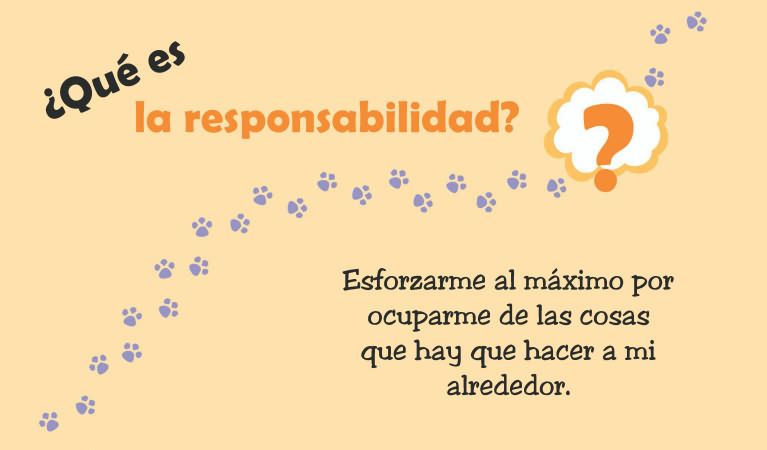 ¿Qué es
la responsabilidad?
?
Esforzarme al máximo por
ocuparme de las cosas
que hay que hacer a mi
alrededor.